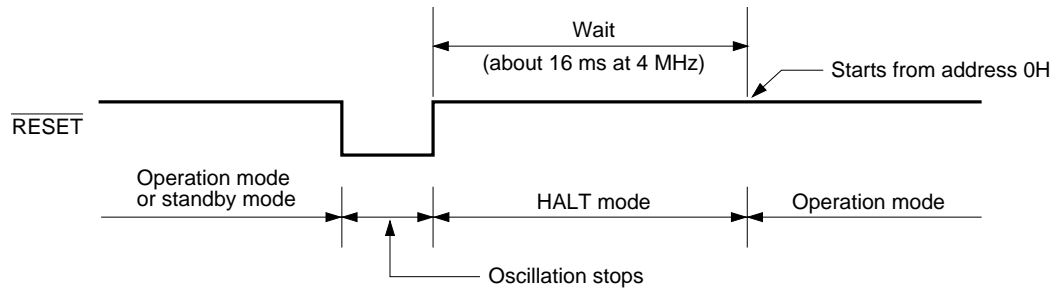 Wait
(about 16 ms at 4 MHz)
Starts from address 0H
RESET
Operation mode
or standby mode
HALT mode
Operation mode
Oscillation stops